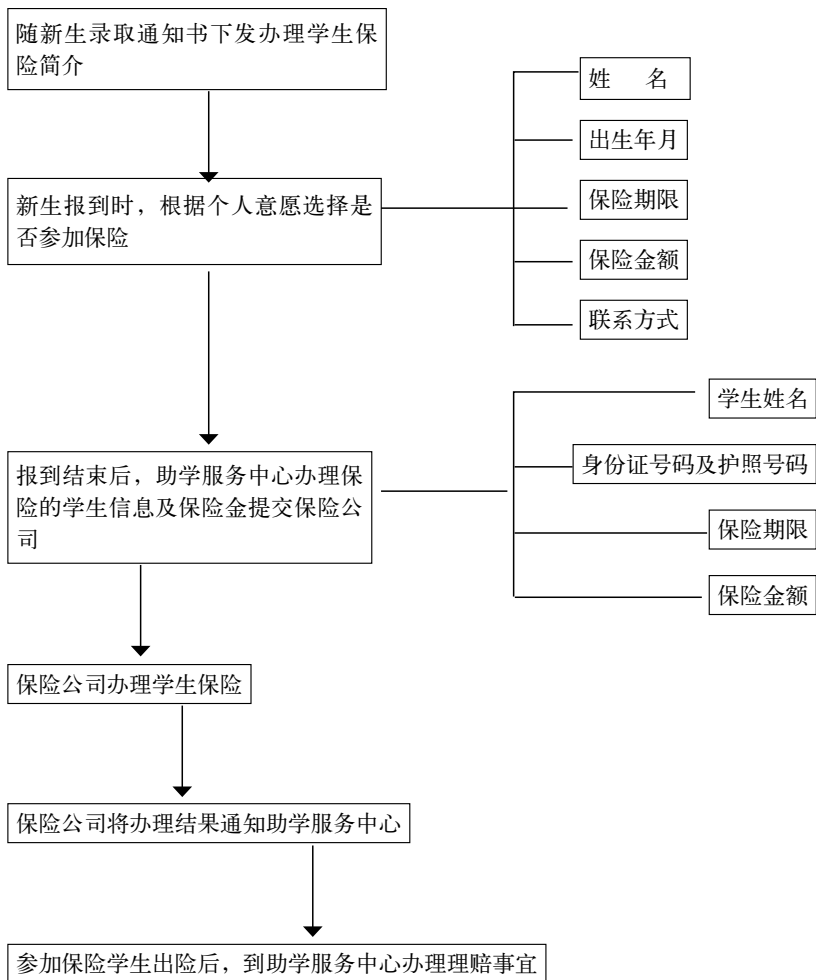 随新生录取通知书下发办理学生保
险简介
姓 名
出生年月
新生报到时，根据个人意愿选择是
否参加保险
保险期限
保险金额
联系方式
学生姓名
报到结束后，助学服务中心办理保
险的学生信息及保险金提交保险公
司
身份证号码及护照号码
保险期限
保险金额
保险公司办理学生保险
保险公司将办理结果通知助学服务中心
参加保险学生出险后，到助学服务中心办理理赔事宜